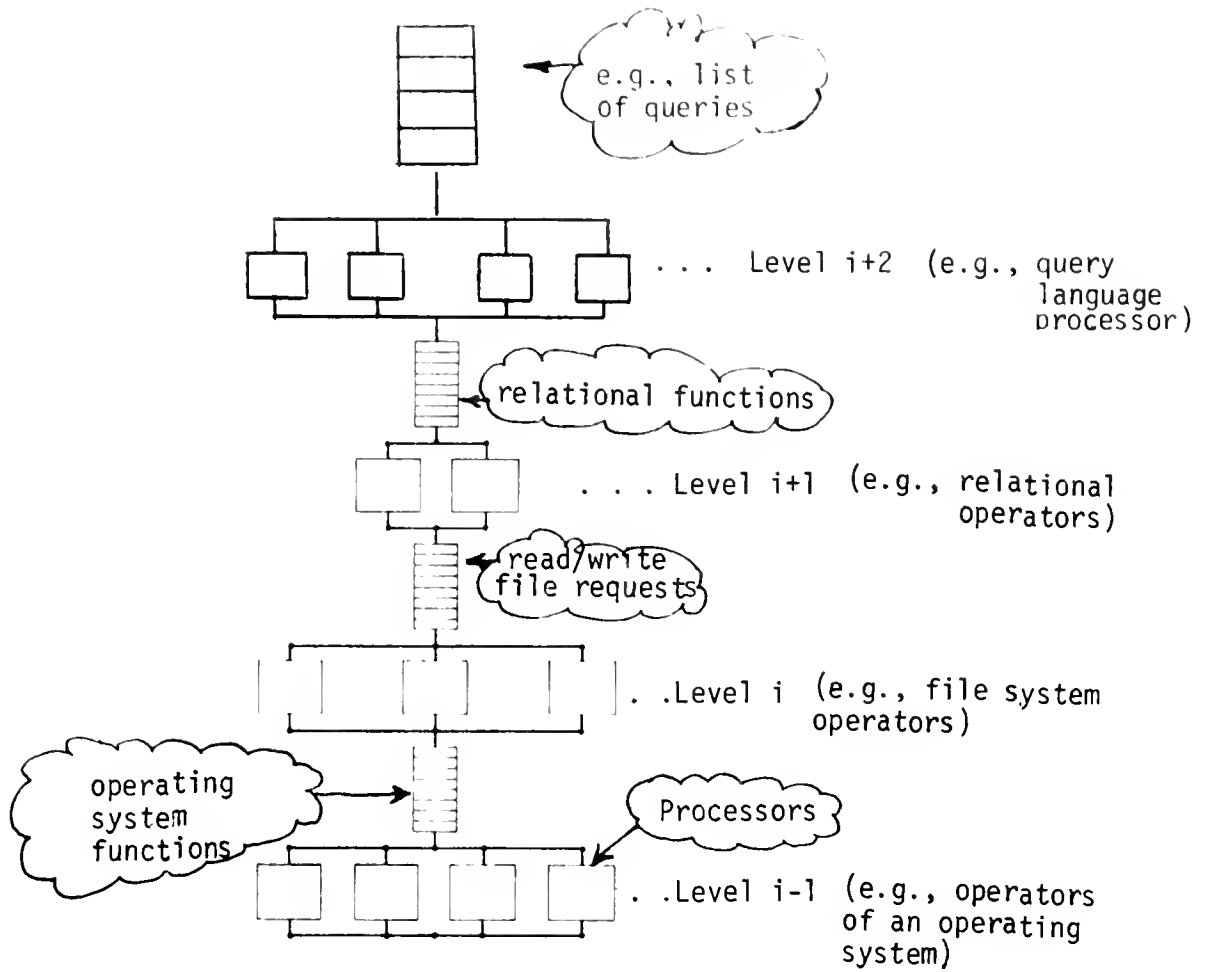 e.g., list
of queries
. . . Level i+2 (e.g., query
language
processor)
relational functions
. . . Level i+1 (e.g., relational
operators)
read/write
file requests
. .Level i (e.g., file system
operators)
operating
system
functions
Processors
. .Level i-1 (e.g., operators
of an operating
system)